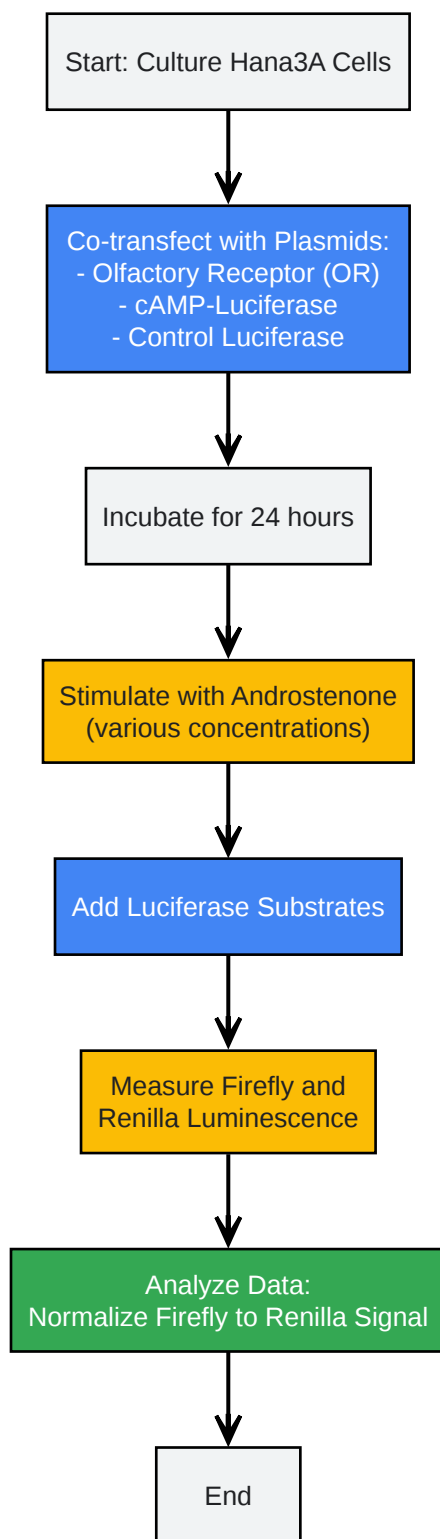 Start: Culture Hana3A Cells
Co-transfect with Plasmids:
- Olfactory Receptor (OR)
- cAMP-Luciferase
- Control Luciferase
Incubate for 24 hours
Stimulate with Androstenone
(various concentrations)
Add Luciferase Substrates
Measure Firefly and
Renilla Luminescence
Analyze Data:
Normalize Firefly to Renilla Signal
End